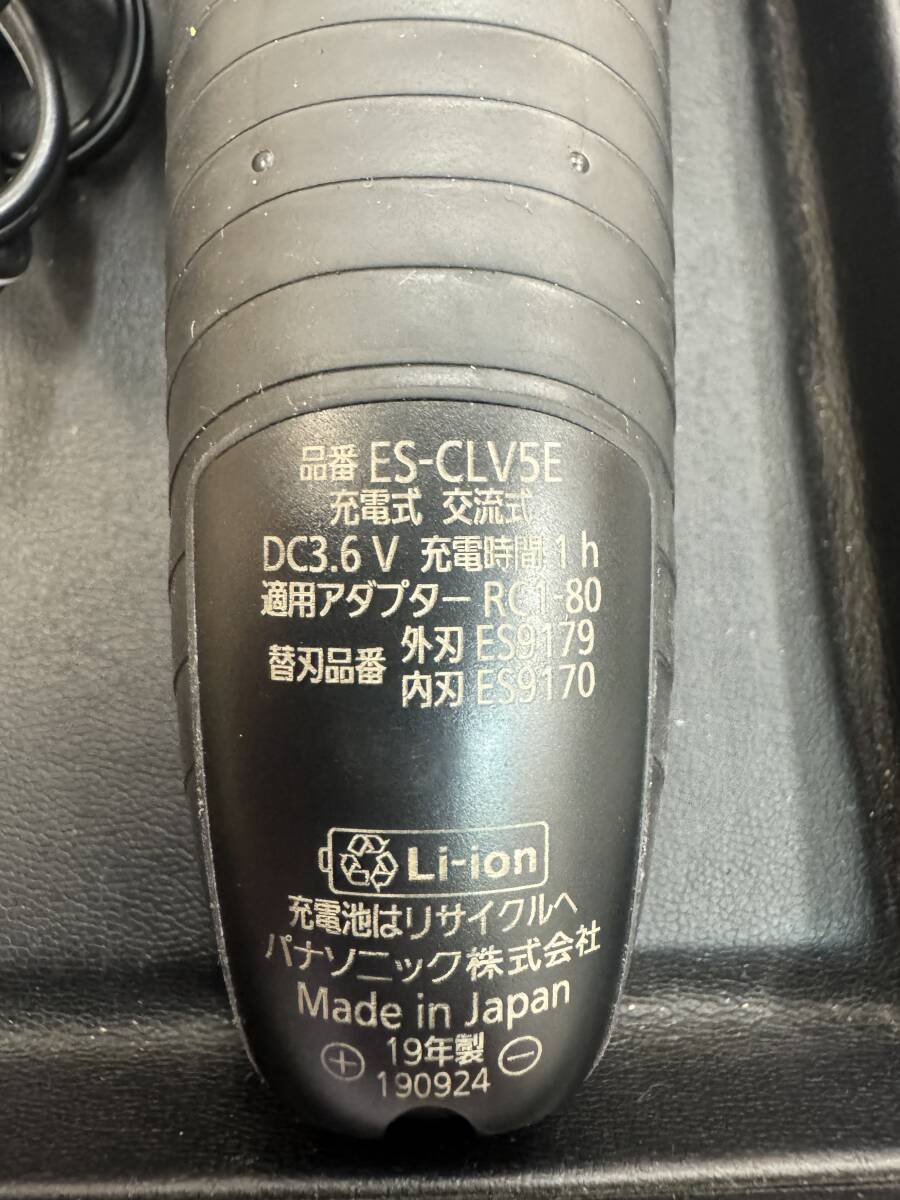 品番 ES-CLV5E
充電式 交流式
DC3.6 V 充電時間 1 h
適用アダプター RC1-80
替刃品番 外刃 ES9179
内刃 ES9170
Li-ion
充電池はリサイクルへ
パナソニック株式会社
Made in Japan
19年製
190924